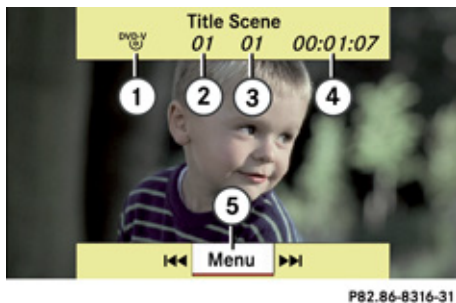 Title Scene
DVD-V 01 01 00:01:07
1 2 3 4
5
Menu
P82.86-8316-31